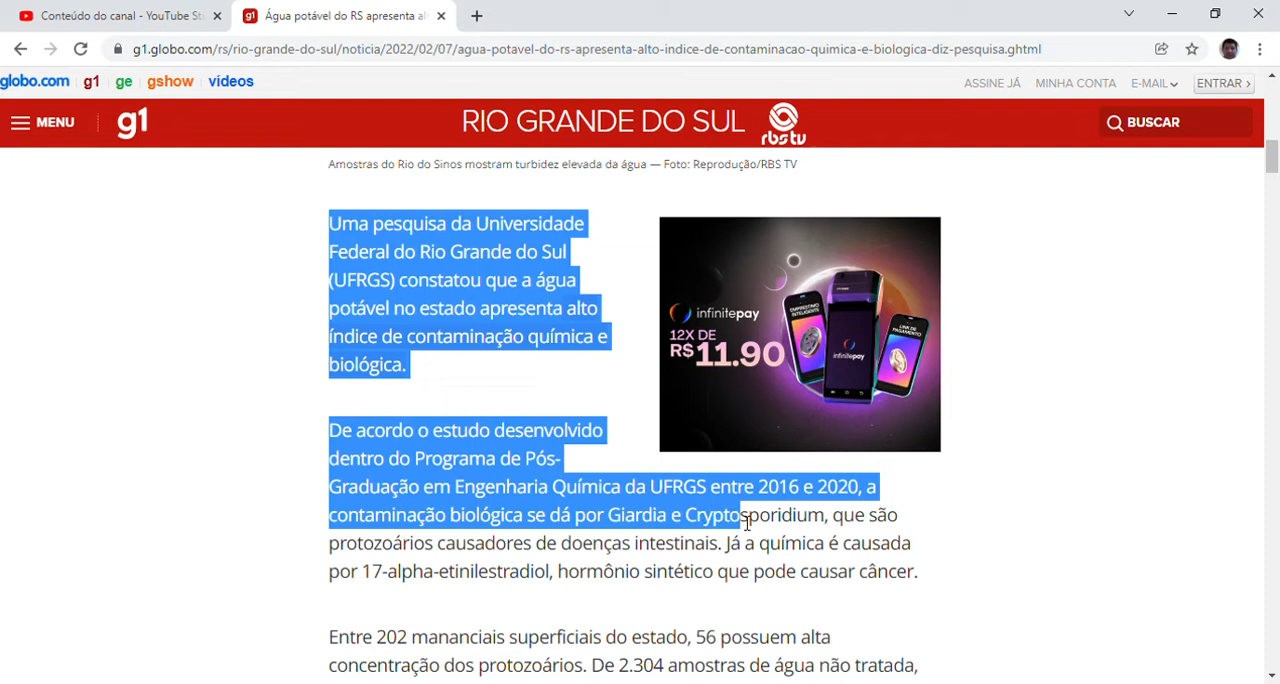 Conteúdo do canal - YouTube St
Água potável do RS apresenta al
g1.globo.com/rs/rio-grande-do-sul/noticia/2022/02/07/agua-potavel-do-rs-apresenta-alto-indice-de-contaminacao-quimica-e-biologica-diz-pesquisa.ghtml
globo.com g1 ge gshow vídeos
ASSINE JÁ MINHA CONTA E-MAIL ENTRAR
MENU g1 RIO GRANDE DO SUL rbs tv BUSCAR
Amostras do Rio do Sinos mostram turbidez elevada da água — Foto: Reprodução/RBS TV
Uma pesquisa da Universidade
Federal do Rio Grande do Sul
(UFRGS) constatou que a água
potável no estado apresenta alto
índice de contaminação química e
biológica.
infinitepay
12X DE
R$11.90
EMPRÉSTIMO
INTELIGENTE
infinitepay
LINK DE
PAGAMENTO
De acordo o estudo desenvolvido
dentro do Programa de Pós-
Graduação em Engenharia Química da UFRGS entre 2016 e 2020, a
contaminação biológica se dá por Giardia e Cryptosporidium, que são
protozoários causadores de doenças intestinais. Já a química é causada
por 17-alpha-etinilestradiol, hormônio sintético que pode causar câncer.
Entre 202 mananciais superficiais do estado, 56 possuem alta
concentração dos protozoários. De 2.304 amostras de água não tratada,